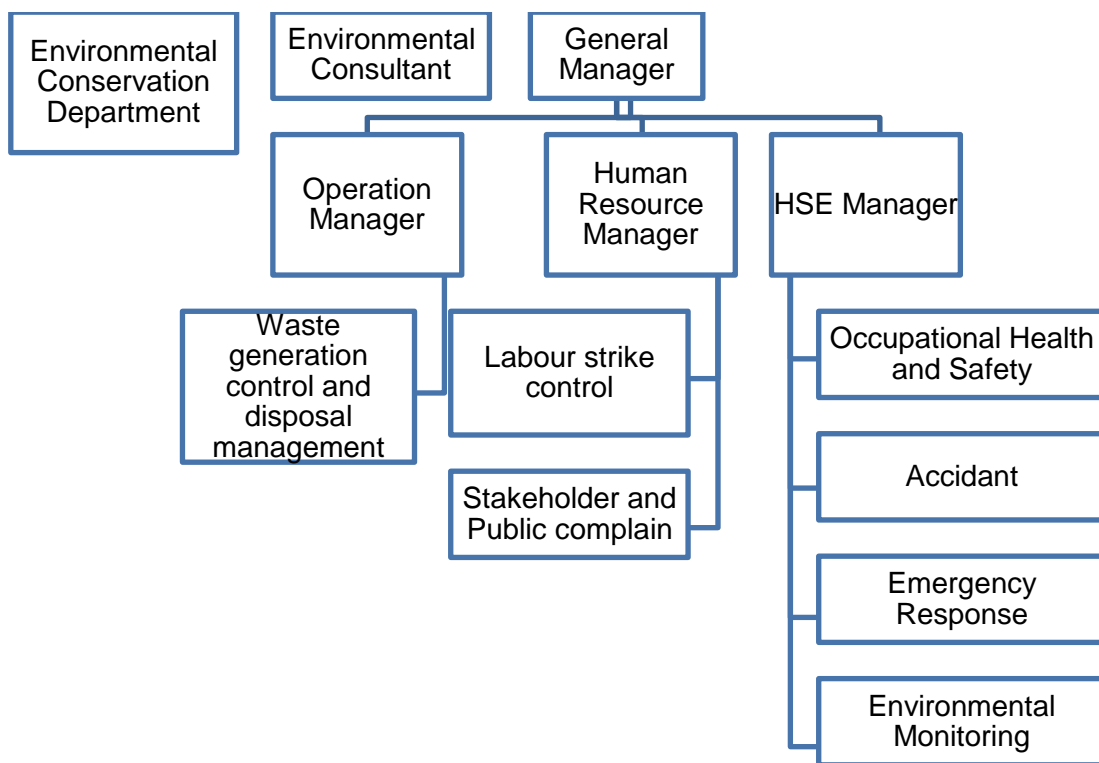 Environmental
Conservation
Department
Environmental
Consultant
General
Manager
Operation
Manager
Human
Resource
Manager
HSE Manager
Waste
generation
control and
disposal
management
Labour strike
control
Stakeholder and
Public complain
Occupational Health
and Safety
Accidant
Emergency
Response
Environmental
Monitoring